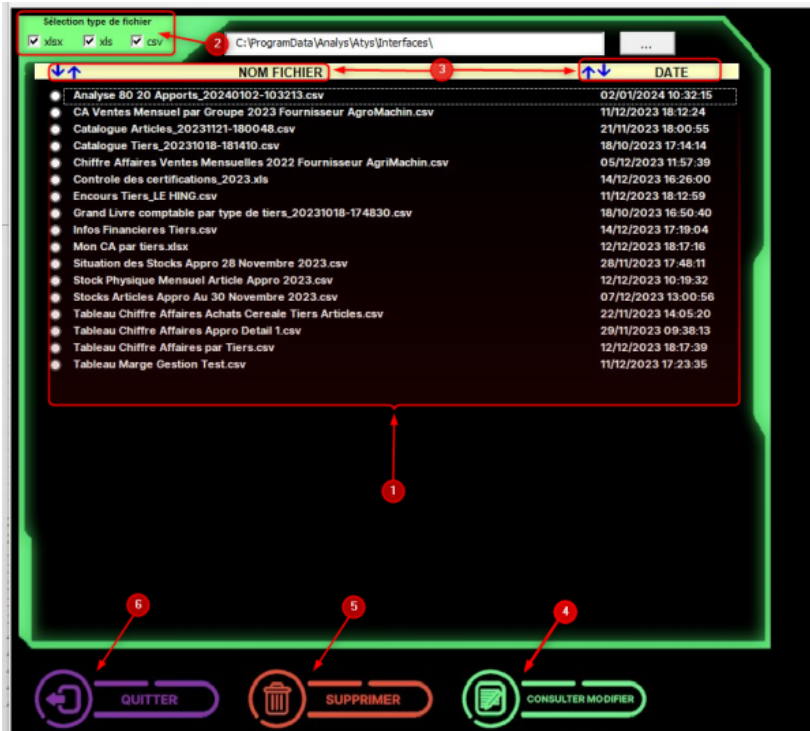 Sélection type de fichier
xlsx xls csv
2
C:\ProgramData\Analys\Atys\Interfaces\
...
NOM FICHIER 3 DATE
Analyse 80 20 Apports_20240102-103213.csv 02/01/2024 10:32:15
CA Ventes Mensuel par Groupe 2023 Fournisseur AgroMachin.csv 11/12/2023 18:12:24
Catalogue Articles_20231121-180048.csv 21/11/2023 18:00:55
Catalogue Tiers_20231018-181410.csv 18/10/2023 17:14:14
Chiffre Affaires Ventes Mensuelles 2022 Fournisseur AgriMachin.csv 05/12/2023 11:57:39
Controle des certifications_2023.xls 14/12/2023 16:26:00
Encours Tiers_LE HING.csv 11/12/2023 18:12:59
Grand Livre comptable par type de tiers_20231018-174830.csv 18/10/2023 16:50:40
Infos Financieres Tiers.csv 14/12/2023 17:19:04
Mon CA par tiers.xlsx 12/12/2023 18:17:16
Situation des Stocks Appro 28 Novembre 2023.csv 28/11/2023 17:48:11
Stock Physique Mensuel Article Appro 2023.csv 12/12/2023 10:19:32
Stocks Articles Appro Au 30 Novembre 2023.csv 07/12/2023 13:00:56
Tableau Chiffre Affaires Achats Cereale Tiers Articles.csv 22/11/2023 14:05:20
Tableau Chiffre Affaires Appro Detail 1.csv 29/11/2023 09:38:13
Tableau Chiffre Affaires par Tiers.csv 12/12/2023 18:17:39
Tableau Marge Gestion Test.csv 11/12/2023 17:23:35
1
6 5 4
QUITTER SUPPRIMER CONSULTER MODIFIER